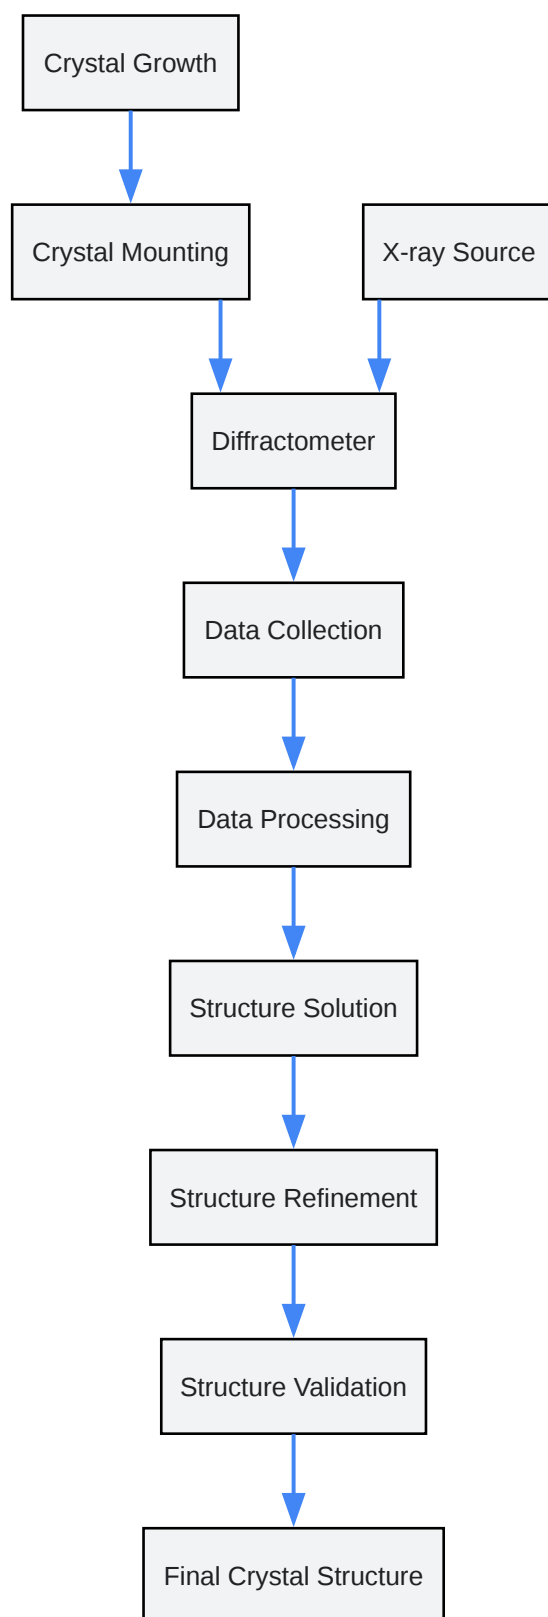 Crystal Growth
Crystal Mounting
X-ray Source
Diffractometer
Data Collection
Data Processing
Structure Solution
Structure Refinement
Structure Validation
Final Crystal Structure